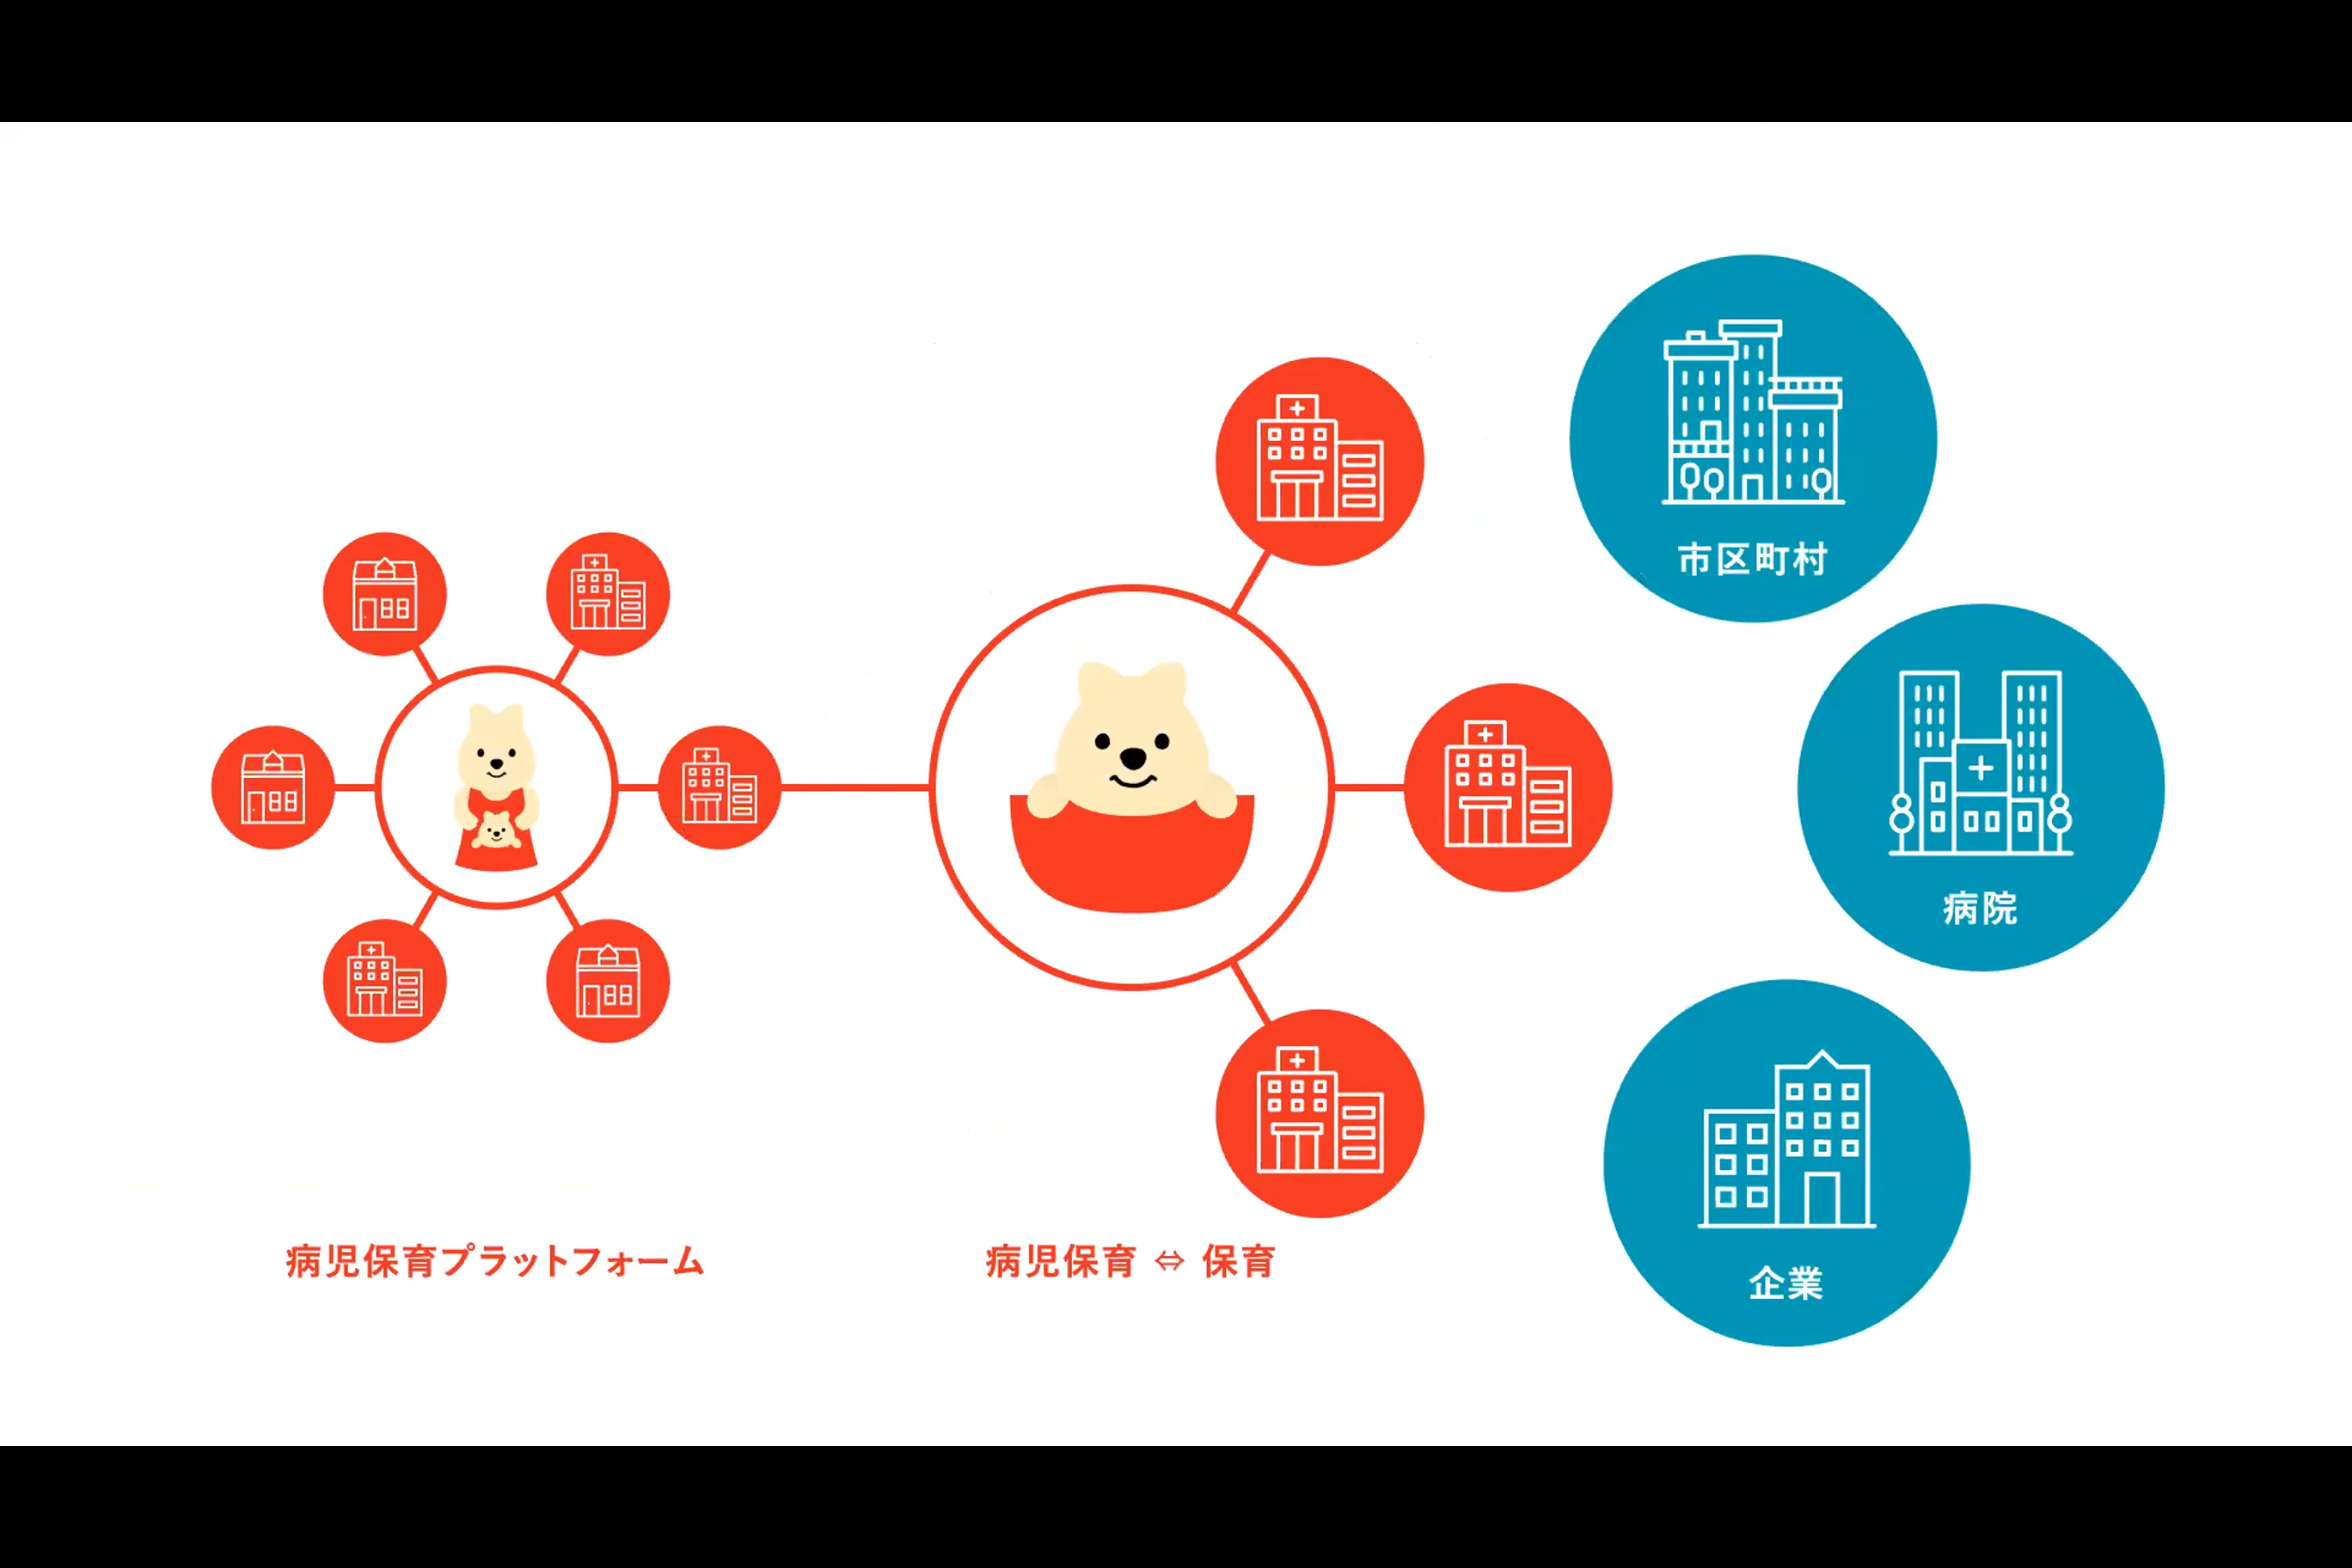 市区町村
病院
企業
病児保育プラットフォーム
病児保育 ⇔ 保育